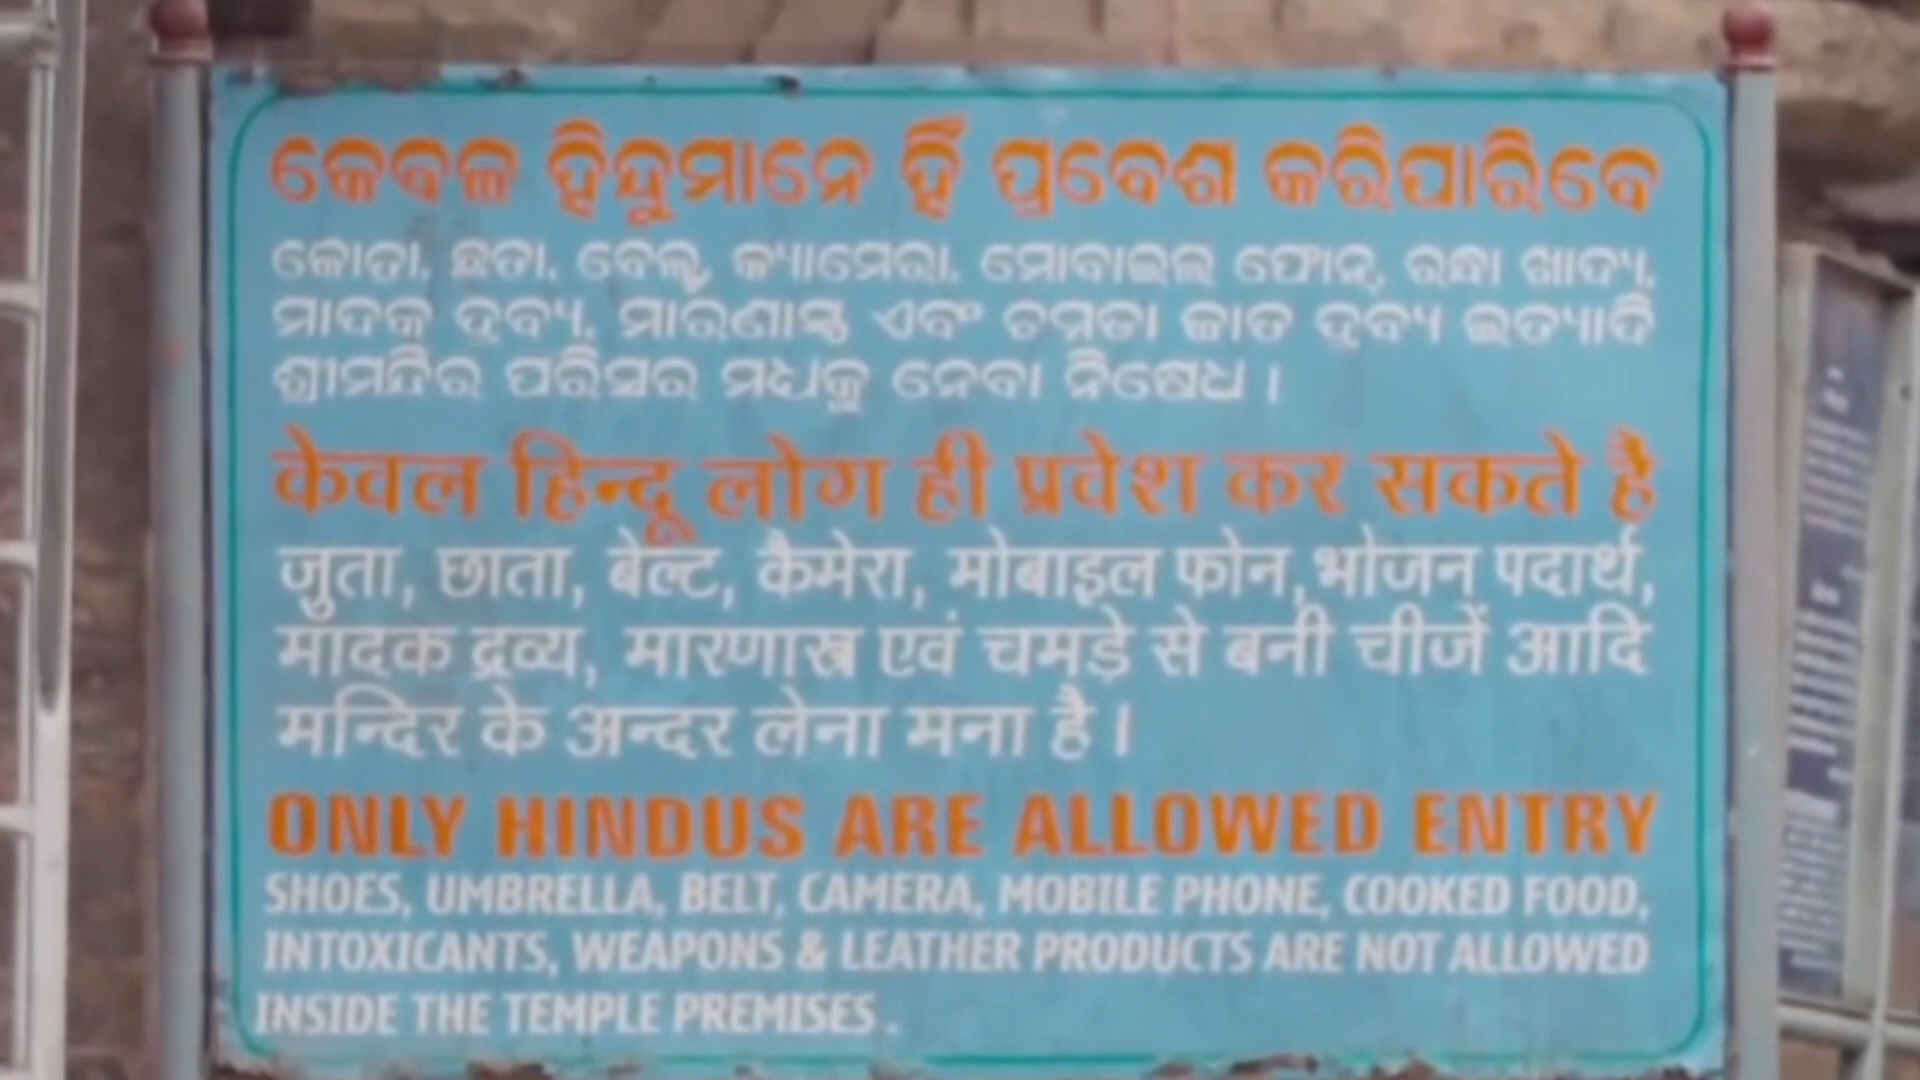 କେବଳ ହିନ୍ଦୁମାନେ ହିଁ ପ୍ରବେଶ କରିପାରିବେ
ଜୋତା, ଛତା, ବେଲ୍ଟ, କ୍ୟାମେରା, ମୋବାଇଲ ଫୋନ୍, ରନ୍ଧା ଖାଦ୍ୟ,
ମାଦକ ଦ୍ରବ୍ୟ, ମାରଣାସ୍ତ୍ର ଏବଂ ଚମଡା ଜାତ ଦ୍ରବ୍ୟ ଇତ୍ୟାଦି
ଶ୍ରୀମନ୍ଦିର ପରିସର ମଧ୍ୟକୁ ନେବା ନିଷେଧ ।
केवल हिन्दू लोग ही प्रवेश कर सकते है
जुता, छाता, बेल्ट, कैमेरा, मोबाइल फोन, भोजन पदार्थ,
मादक द्रव्य, मारणास्त्र एवं चमड़े से बनी चीजें आदि
मन्दिर के अन्दर लेना मना है ।
ONLY HINDUS ARE ALLOWED ENTRY
SHOES, UMBRELLA, BELT, CAMERA, MOBILE PHONE, COOKED FOOD,
INTOXICANTS, WEAPONS & LEATHER PRODUCTS ARE NOT ALLOWED
INSIDE THE TEMPLE PREMISES .